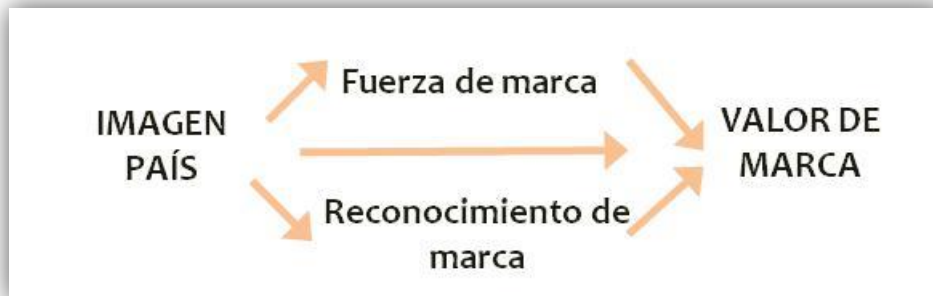 Fuerza de marca
IMAGEN
PAÍS
VALOR DE
MARCA
Reconocimiento de
marca